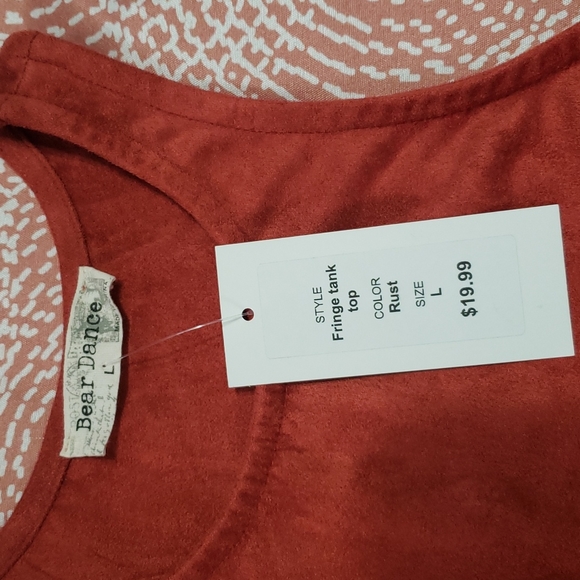 Bear Dance
L
STYLE
Fringe tank
top
COLOR
Rust
SIZE
L
$19.99